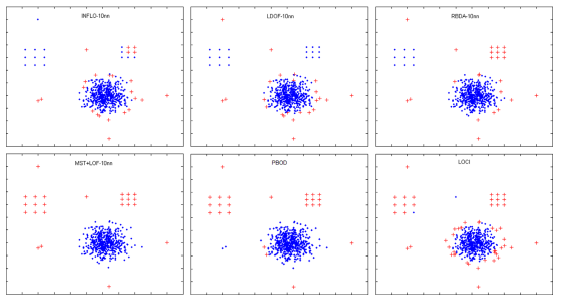 INFLO-10nn
LDOF-10nn
RBDA-10nn
MST+LOF-10nn
PBOD
LOCI